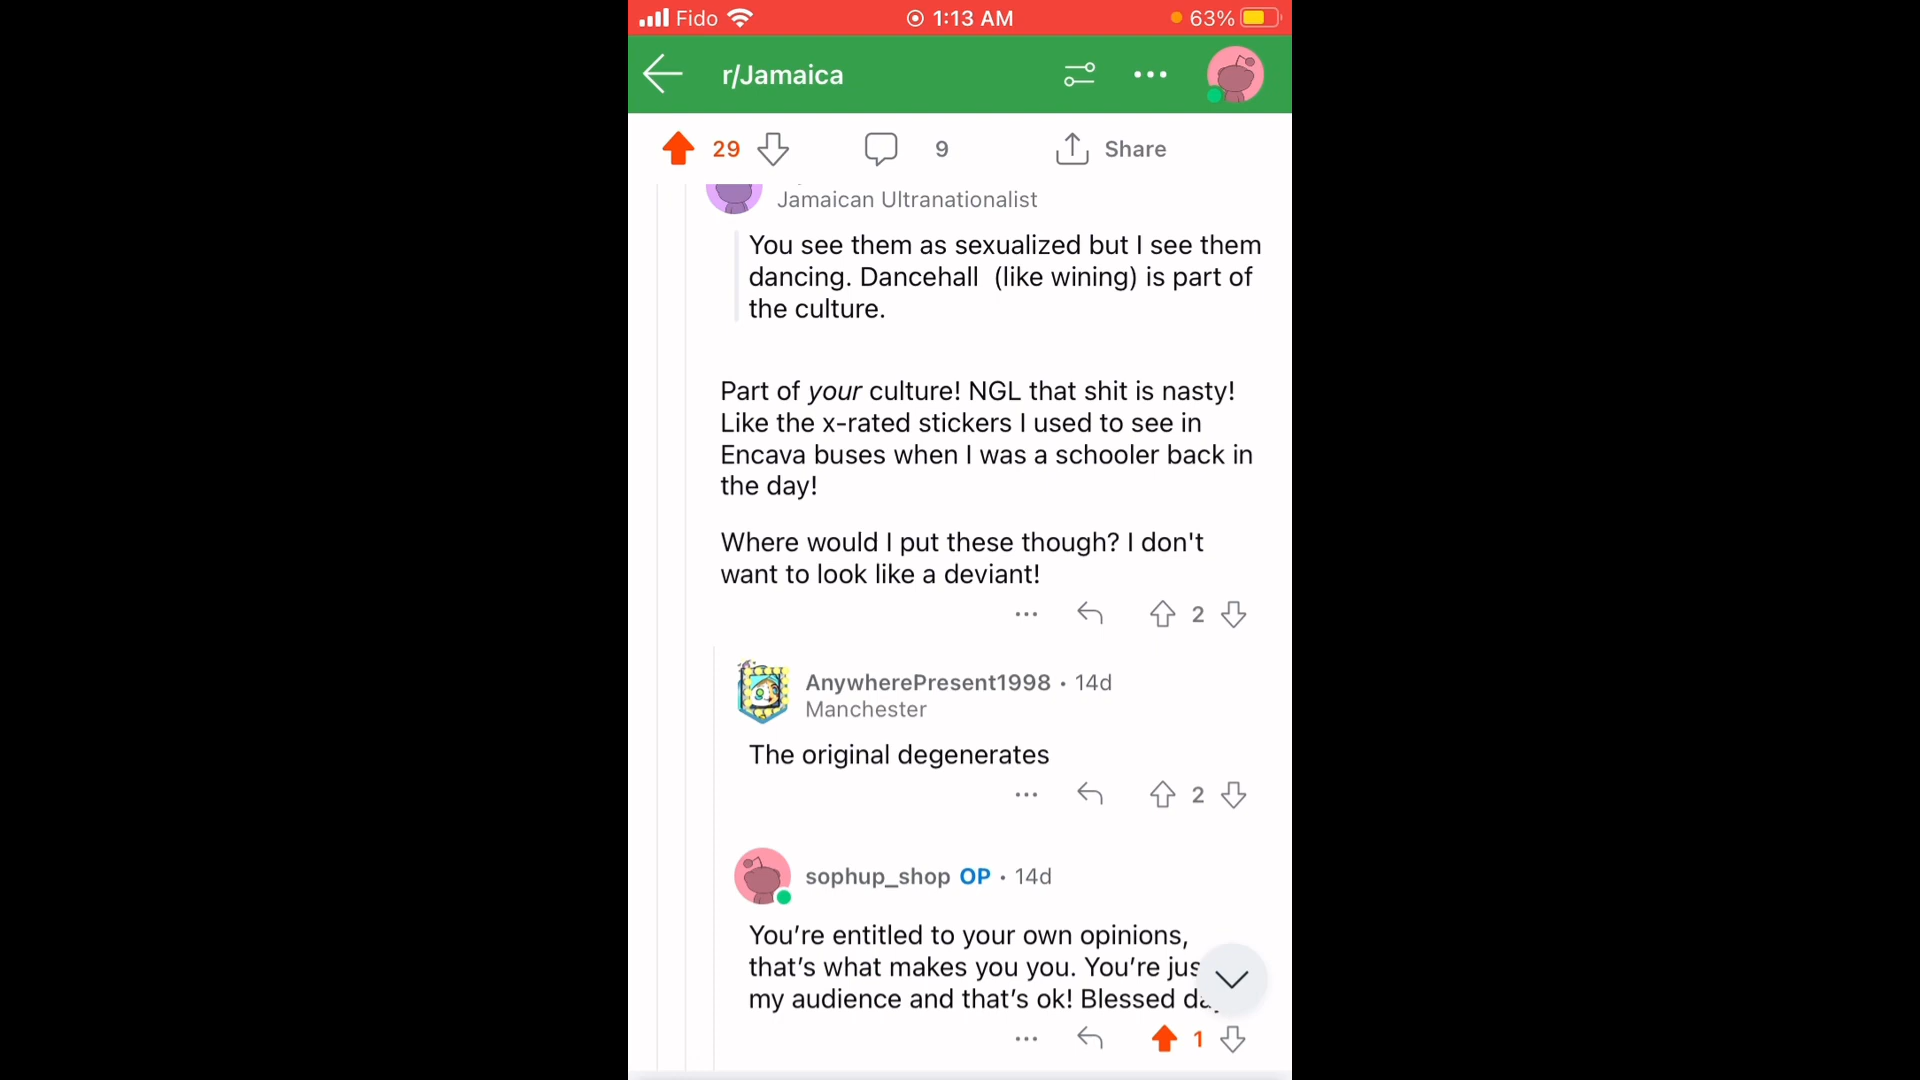 Fido 1:13 AM 63%
r/Jamaica
29 9 Share
Jamaican Ultranationalist
You see them as sexualized but I see them
dancing. Dancehall (like wining) is part of
the culture.
Part of your culture! NGL that shit is nasty!
Like the x-rated stickers I used to see in
Encava buses when I was a schooler back in
the day!
Where would I put these though? I don't
want to look like a deviant!
2
AnywherePresent1998 • 14d
Manchester
The original degenerates
2
sophup_shop OP • 14d
You’re entitled to your own opinions,
that’s what makes you you. You’re
my audience and that’s ok! Blessed
1